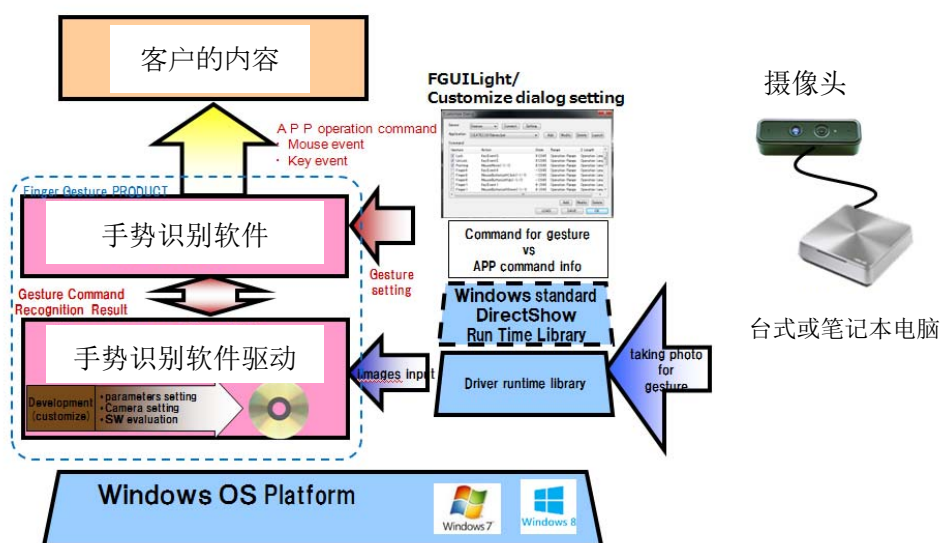 客户的内容
FGUILight/
Customize dialog setting
摄像头
APP operation command
・ Mouse event
・ Key event
Finger Gesture PRODUCT
手势识别软件
Gesture
setting
Command for gesture
vs
APP command info
Gesture Command
Recognition Result
Windows standard
DirectShow
Run Time Library
台式或笔记本电脑
手势识别软件驱动
Images input
Driver runtime library
taking photo
for
gesture
Development
(customize)
・parameters setting
・Camera setting
・SW evaluation
Windows OS Platform
Windows 7
Windows 8